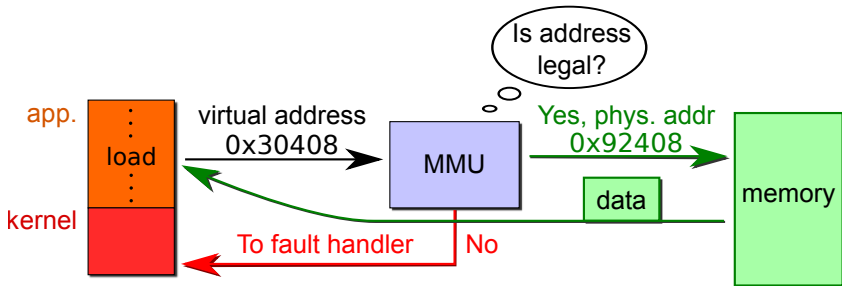 Is address
legal?
app.
virtual address
0x30408
Yes, phys. addr
0x92408
load
MMU
data
memory
kernel
To fault handler
No